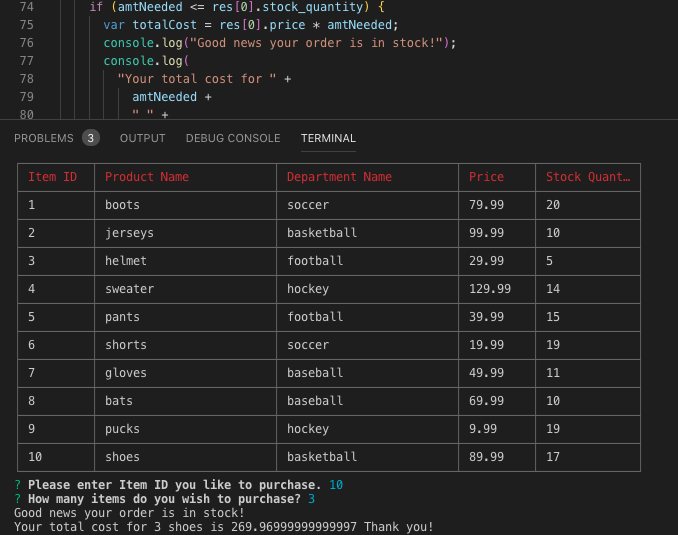 74 if (amtNeeded <= res[0].stock_quantity) {
75 var totalCost = res[0].price * amtNeeded;
76 console.log("Good news your order is in stock!");
77 console.log(
78 "Your total cost for " +
79 amtNeeded +
80 " " +
PROBLEMS 3 OUTPUT DEBUG CONSOLE TERMINAL
Item ID Product Name Department Name Price Stock Quant…
1 boots soccer 79.99 20
2 jerseys basketball 99.99 10
3 helmet football 29.99 5
4 sweater hockey 129.99 14
5 pants football 39.99 15
6 shorts soccer 19.99 19
7 gloves baseball 49.99 11
8 bats baseball 69.99 10
9 pucks hockey 9.99 19
10 shoes basketball 89.99 17
? Please enter Item ID you like to purchase. 10
? How many items do you wish to purchase? 3
Good news your order is in stock!
Your total cost for 3 shoes is 269.96999999999997 Thank you!